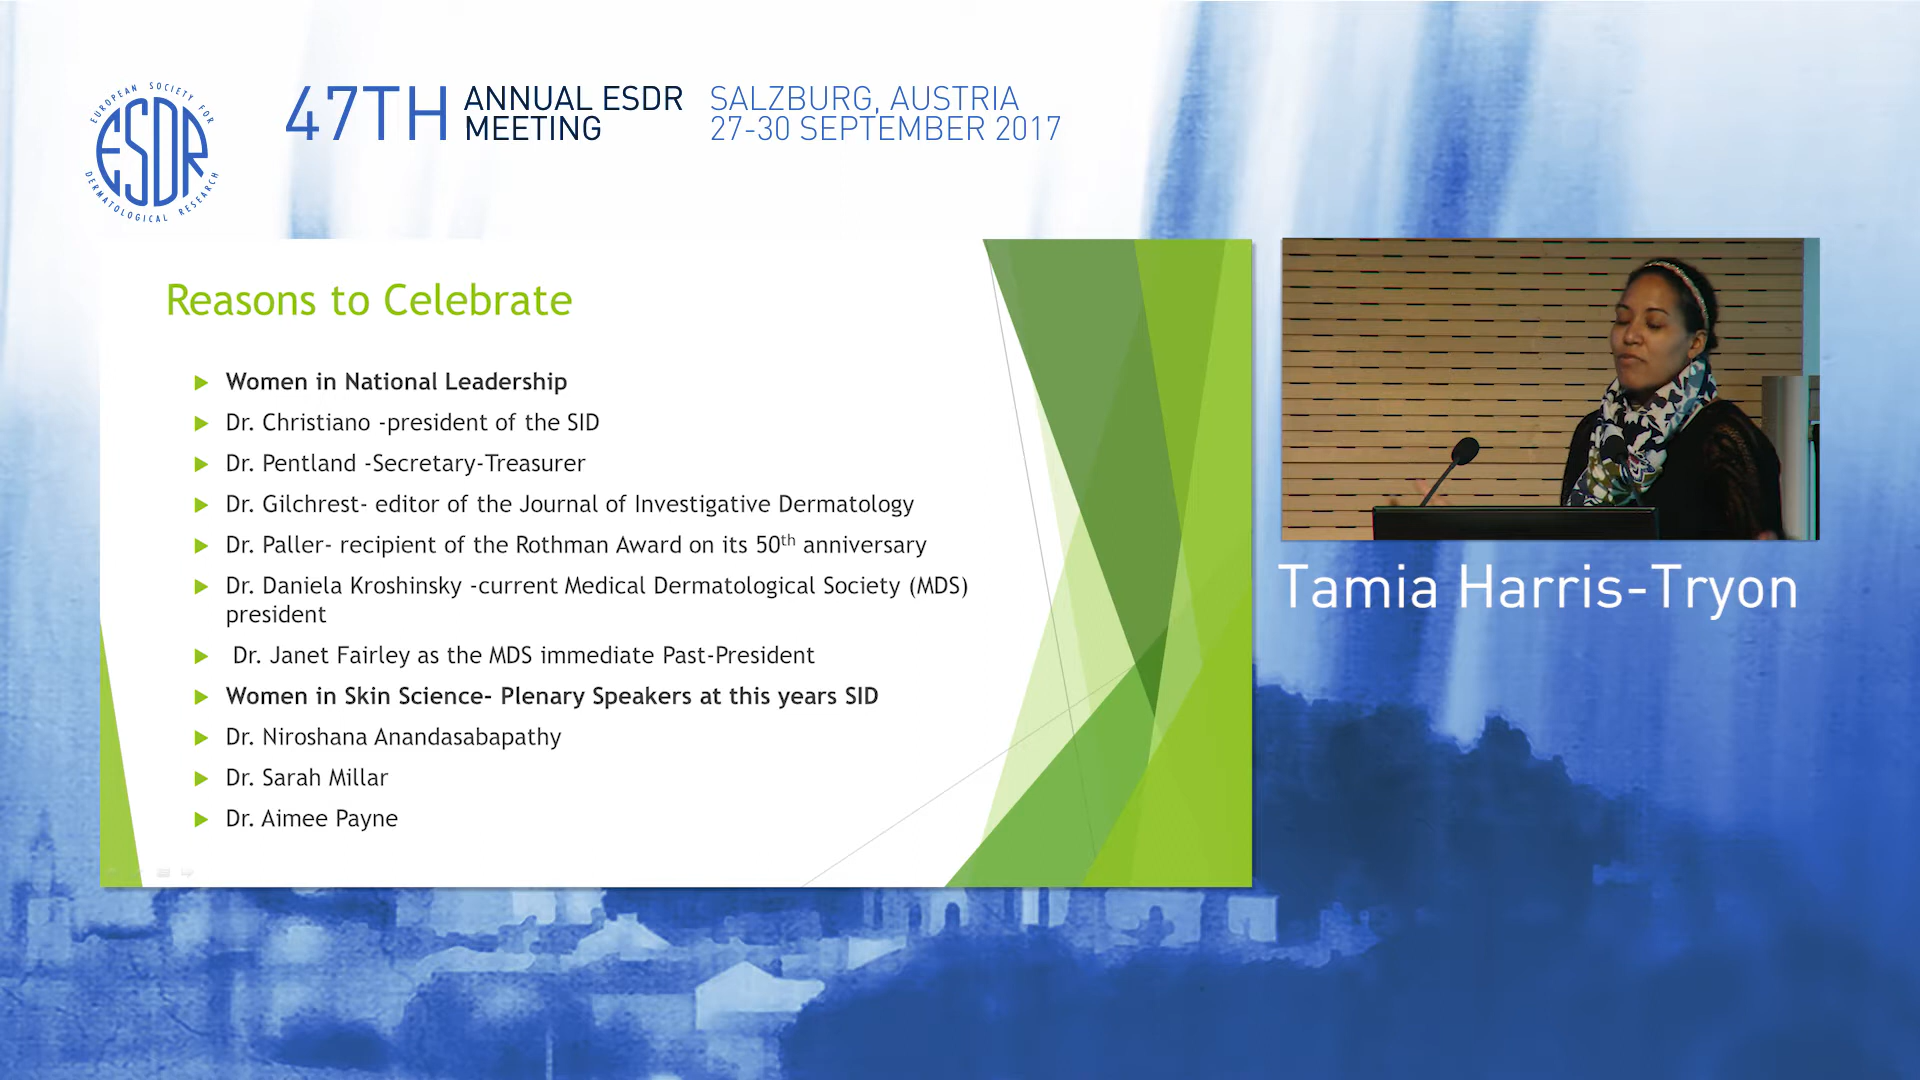 EUROPEAN SOCIETY FOR
DERMATOLOGICAL RESEARCH
ESDR
47TH
ANNUAL ESDR
MEETING
SALZBURG, AUSTRIA
27-30 SEPTEMBER 2017
Reasons to Celebrate
Women in National Leadership
Dr. Christiano -president of the SID
Dr. Pentland -Secretary-Treasurer
Dr. Gilchrest- editor of the Journal of Investigative Dermatology
Dr. Paller- recipient of the Rothman Award on its 50th anniversary
Dr. Daniela Kroshinsky -current Medical Dermatological Society (MDS)
president
Dr. Janet Fairley as the MDS immediate Past-President
Women in Skin Science- Plenary Speakers at this years SID
Dr. Niroshana Anandasabapathy
Dr. Sarah Millar
Dr. Aimee Payne
Tamia Harris-Tryon